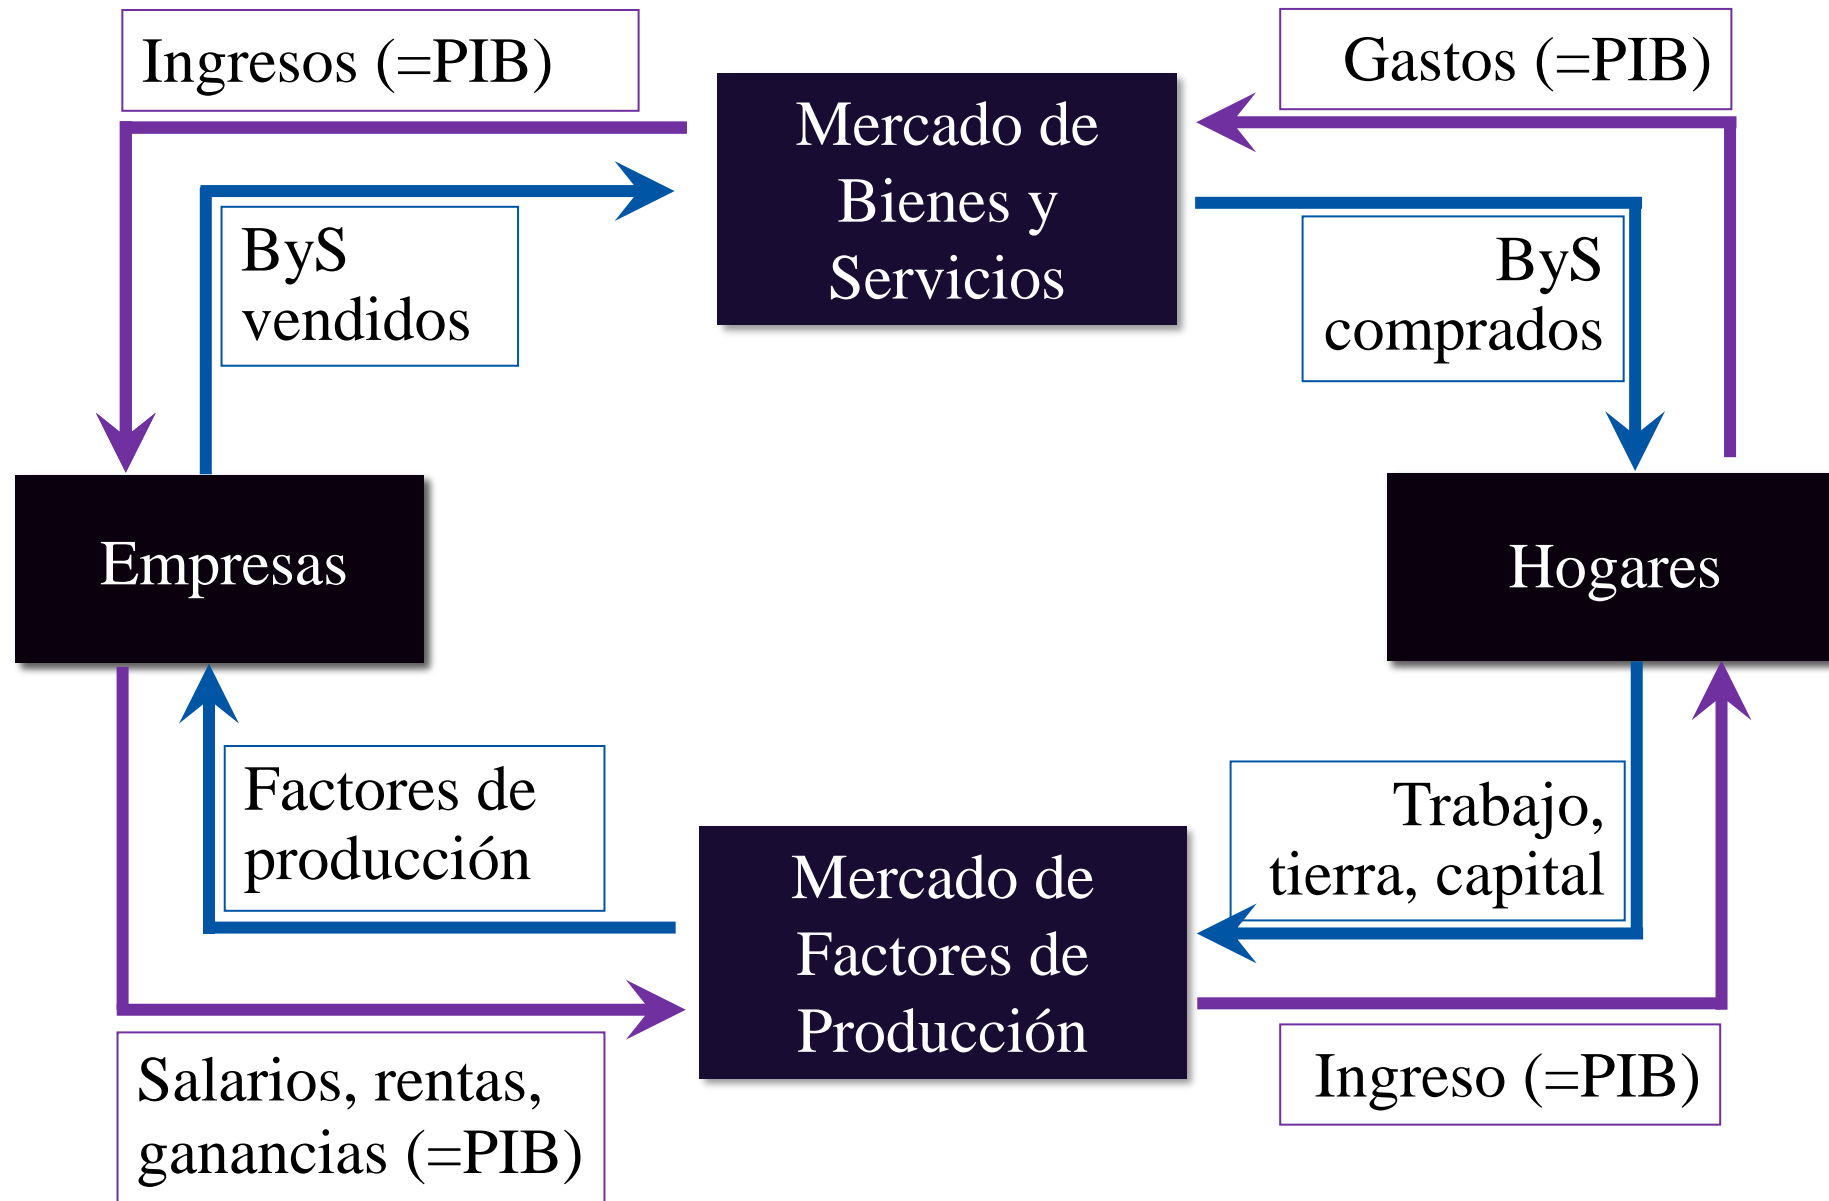 Ingresos (=PIB)
Gastos (=PIB)
Mercado de
Bienes y
Servicios
ByS
vendidos
ByS
comprados
Empresas
Hogares
Factores de
producción
Trabajo,
tierra, capital
Mercado de
Factores de
Producción
Salarios, rentas,
ganancias (=PIB)
Ingreso (=PIB)